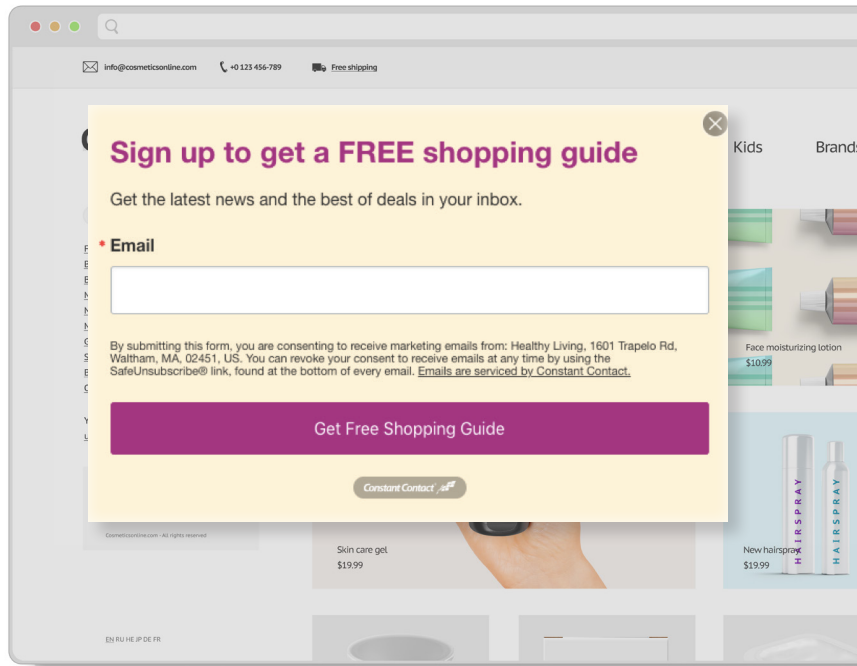 info@cosmeticsonline.com
+0 123 456-789
Free shipping
Kids
Brands
Sign up to get a FREE shopping guide
Get the latest news and the best of deals in your inbox.
* Email
By submitting this form, you are consenting to receive marketing emails from: Healthy Living, 1601 Trapelo Rd,
Waltham, MA, 02451, US. You can revoke your consent to receive emails at any time by using the
SafeUnsubscribe® link, found at the bottom of every email. Emails are serviced by Constant Contact.
Get Free Shopping Guide
Constant Contact
Face moisturizing lotion
$10.99
HAIRSPRAY
HAIRSPRAY
Cosmeticsonline.com - All rights reserved
Skin care gel
$19.99
New hairspray
$19.99
EN RU HE JP DE FR